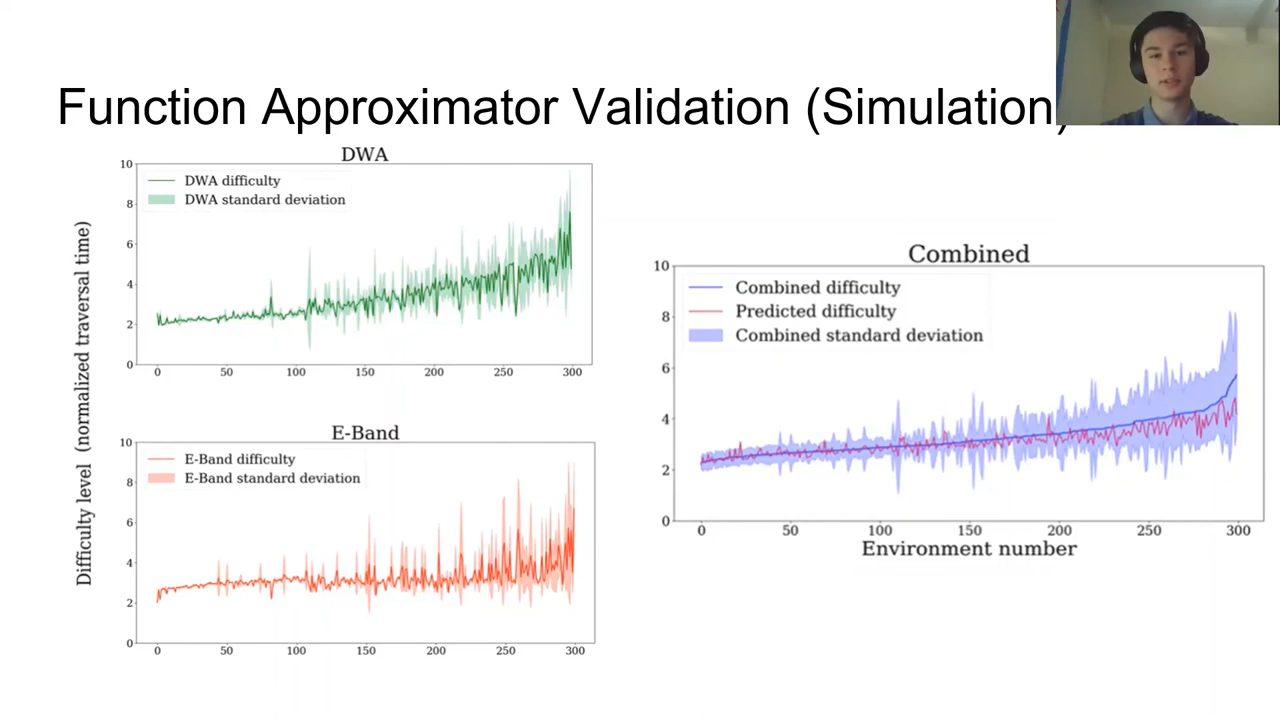 Function Approximator Validation (Simulation)
DWA
10
8
6
4
2
0
DWA difficulty
DWA standard deviation
0 50 100 150 200 250 300
Difficulty level (normalized traversal time)
E-Band
10
8
6
4
2
0
E-Band difficulty
E-Band standard deviation
0 50 100 150 200 250 300
Combined
10
8
6
4
2
0
Combined difficulty
Predicted difficulty
Combined standard deviation
0 50 100 150 200 250 300
Environment number